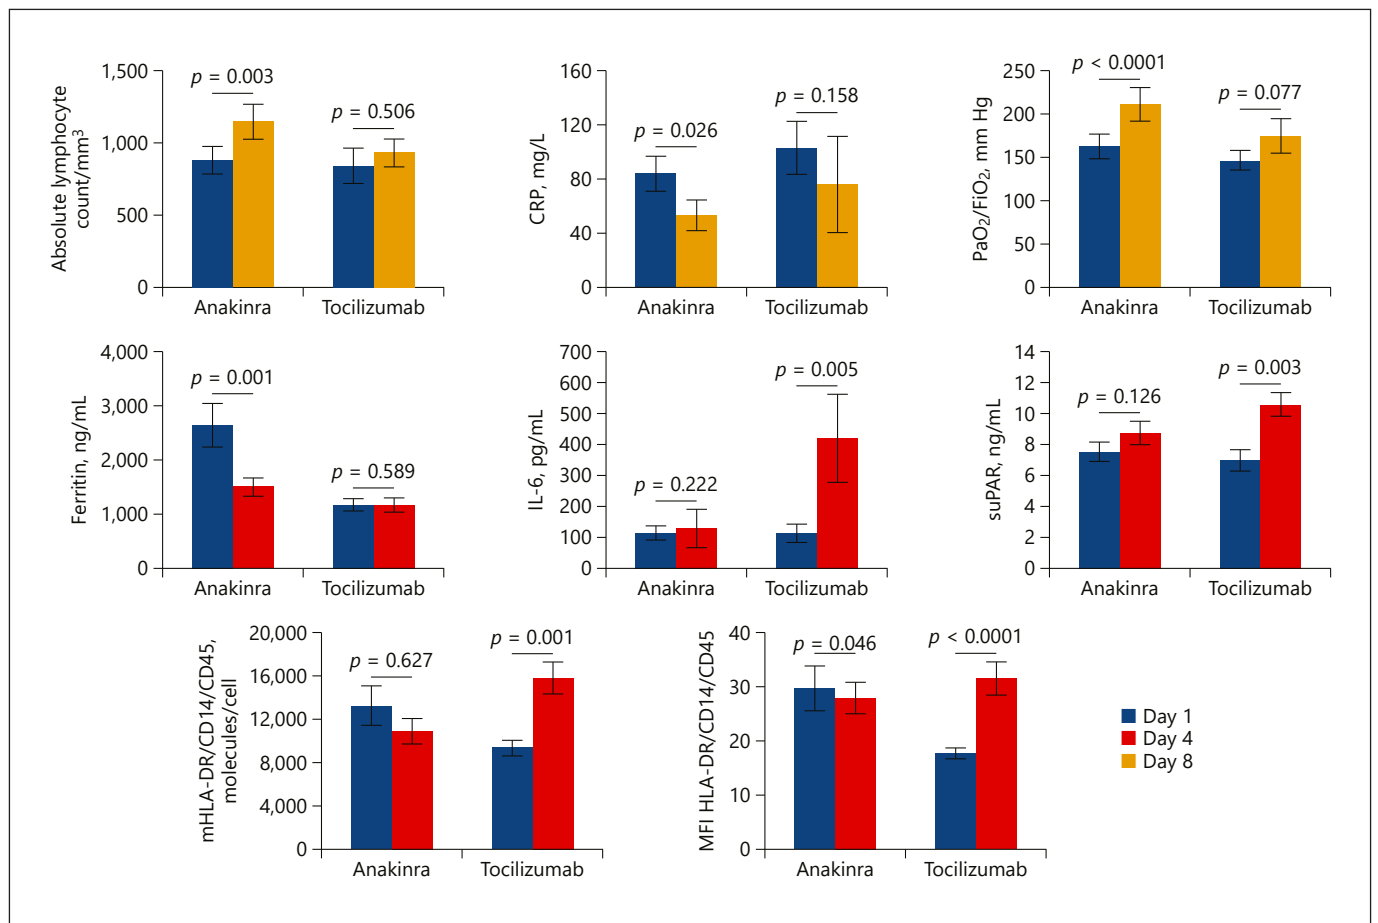 Absolute lymphocyte
count/mm³
1,500
1,000
500
0
p = 0.003
p = 0.506
Anakinra
Tocilizumab
CRP, mg/L
160
120
80
40
0
p = 0.026
p = 0.158
Anakinra
Tocilizumab
PaO₂/FiO₂, mm Hg
250
200
150
100
50
0
p < 0.0001
p = 0.077
Anakinra
Tocilizumab
Ferritin, ng/mL
4,000
3,000
2,000
1,000
0
p = 0.001
p = 0.589
Anakinra
Tocilizumab
IL-6, pg/mL
700
600
500
400
300
200
100
0
p = 0.222
p = 0.005
Anakinra
Tocilizumab
suPAR, ng/mL
14
12
10
8
6
4
2
0
p = 0.126
p = 0.003
Anakinra
Tocilizumab
mHLA-DR/CD14/CD45,
molecules/cell
20,000
16,000
12,000
8,000
4,000
0
p = 0.627
p = 0.001
Anakinra
Tocilizumab
MFI HLA-DR/CD14/CD45
40
30
20
10
0
p = 0.046
p < 0.0001
Anakinra
Tocilizumab
Day 1
Day 4
Day 8